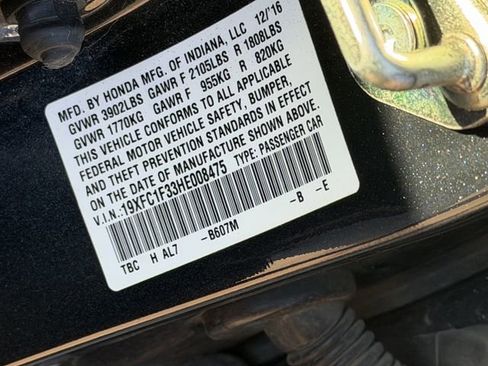 MFD. BY HONDA MFG. OF INDIANA, LLC 12/16
GVWR 3902LBS GAWR F 2105LBS R 1808LBS
GVWR 1770KG GAWR F 955KG R 820KG
THIS VEHICLE CONFORMS TO ALL APPLICABLE
FEDERAL MOTOR VEHICLE SAFETY, BUMPER,
AND THEFT PREVENTION STANDARDS IN EFFECT
ON THE DATE OF MANUFACTURE SHOWN ABOVE.
V.I.N.:19XFC1F33HE008475 TYPE: PASSENGER CAR
TBC H AL7 -B607M -B -E